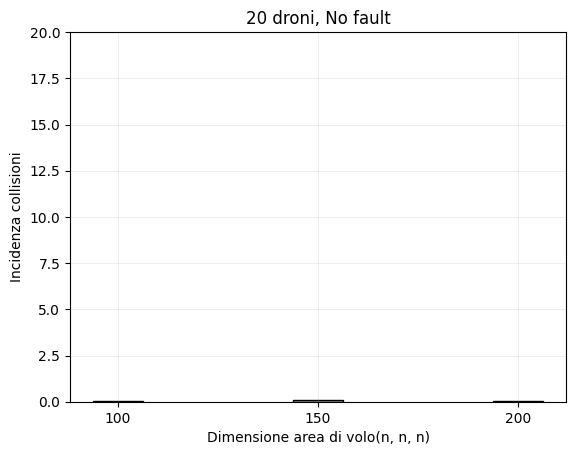 20 droni, No fault
20.0
17.5
15.0
12.5
10.0
7.5
5.0
2.5
0.0
Incidenza collisioni
100 150 200
Dimensione area di volo(n, n, n)